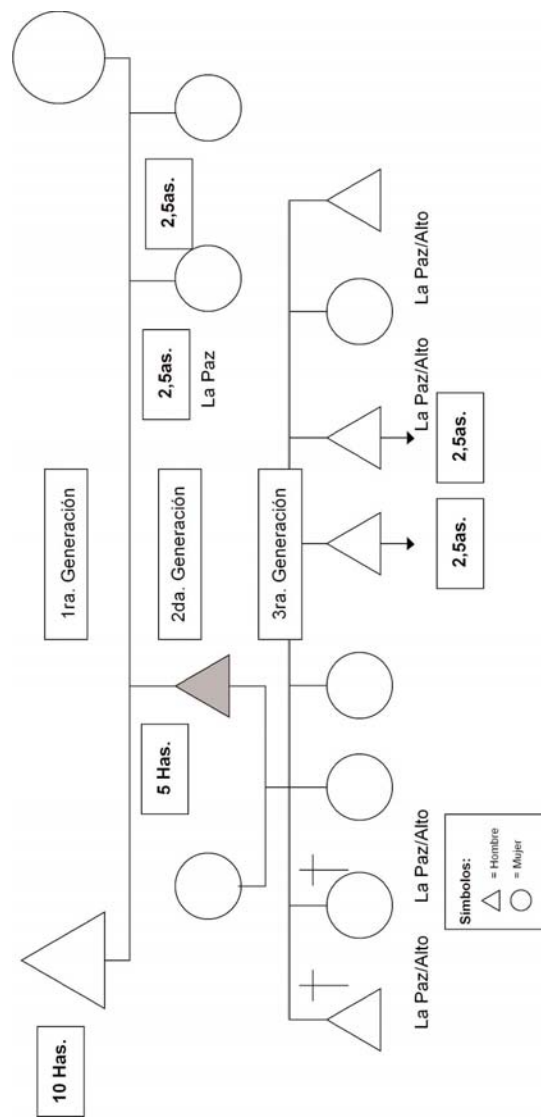 10 Has.
1ra. Generación
5 Has.
2da. Generación
2,5as.
2,5as.
La Paz
3ra. Generación
La Paz/Alto
La Paz/Alto
La Paz/Alto
La Paz/Alto
2,5as.
2,5as.
Símbolos:
= Hombre
= Mujer